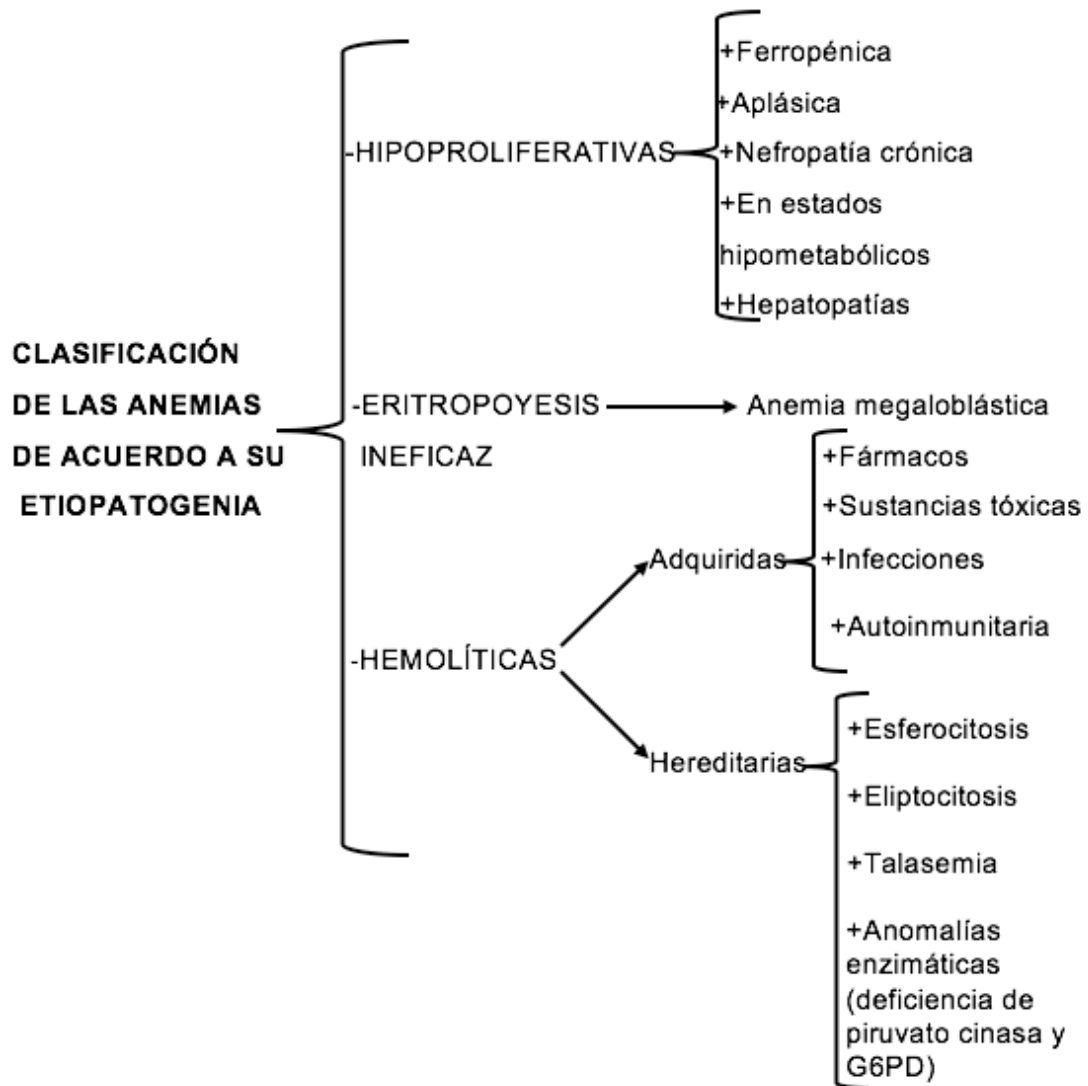 CLASIFICACIÓN
DE LAS ANEMIAS
DE ACUERDO A SU
ETIOPATOGENIA
-HIPOPROLIFERATIVAS
+Ferropénica
+Aplásica
+Nefropatía crónica
+En estados
hipometabólicos
+Hepatopatías
-ERITROPOYESIS
INEFICAZ
Anemia megaloblástica
-HEMOLÍTICAS
Adquiridas
+Fármacos
+Sustancias tóxicas
+Infecciones
+Autoinmunitaria
Hereditarias
+Esferocitosis
+Eliptocitosis
+Talasemia
+Anomalías
enzimáticas
(deficiencia de
piruvato cinasa y
G6PD)